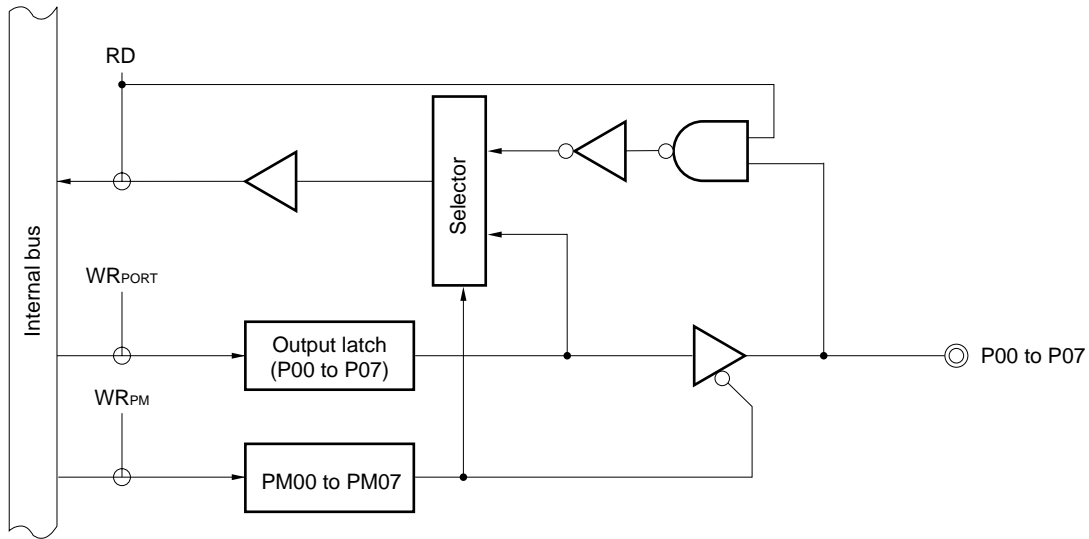 RD
Selector
Internal bus
WRPORT
Output latch
(P00 to P07)
P00 to P07
WRPM
PM00 to PM07